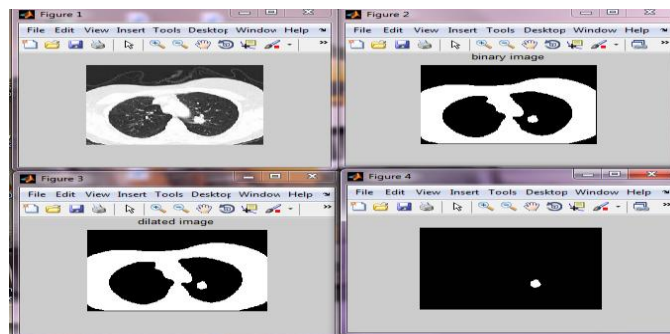 Figure 1
File Edit View Insert Tools Desktop Window Help
Figure 2
File Edit View Insert Tools Desktop Window Help
binary image
Figure 3
File Edit View Insert Tools Desktop Window Help
dilated image
Figure 4
File Edit View Insert Tools Desktop Window Help